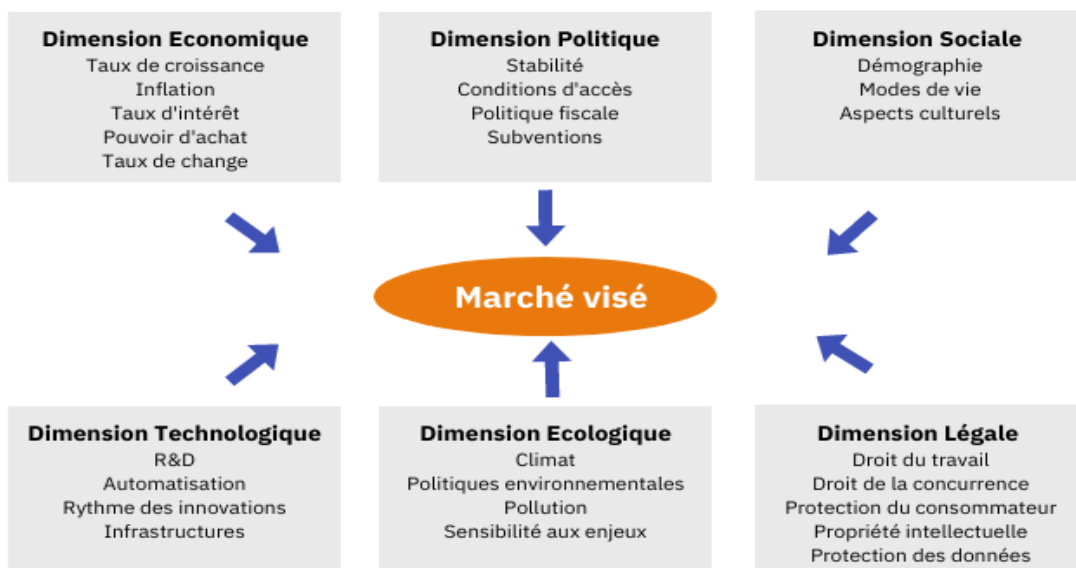 Dimension Economique
Taux de croissance
Inflation
Taux d'intérêt
Pouvoir d'achat
Taux de change
Dimension Politique
Stabilité
Conditions d'accès
Politique fiscale
Subventions
Dimension Sociale
Démographie
Modes de vie
Aspects culturels
Marché visé
Dimension Technologique
R&D
Automatisation
Rythme des innovations
Infrastructures
Dimension Ecologique
Climat
Politiques environnementales
Pollution
Sensibilité aux enjeux
Dimension Légale
Droit du travail
Droit de la concurrence
Protection du consommateur
Propriété intellectuelle
Protection des données